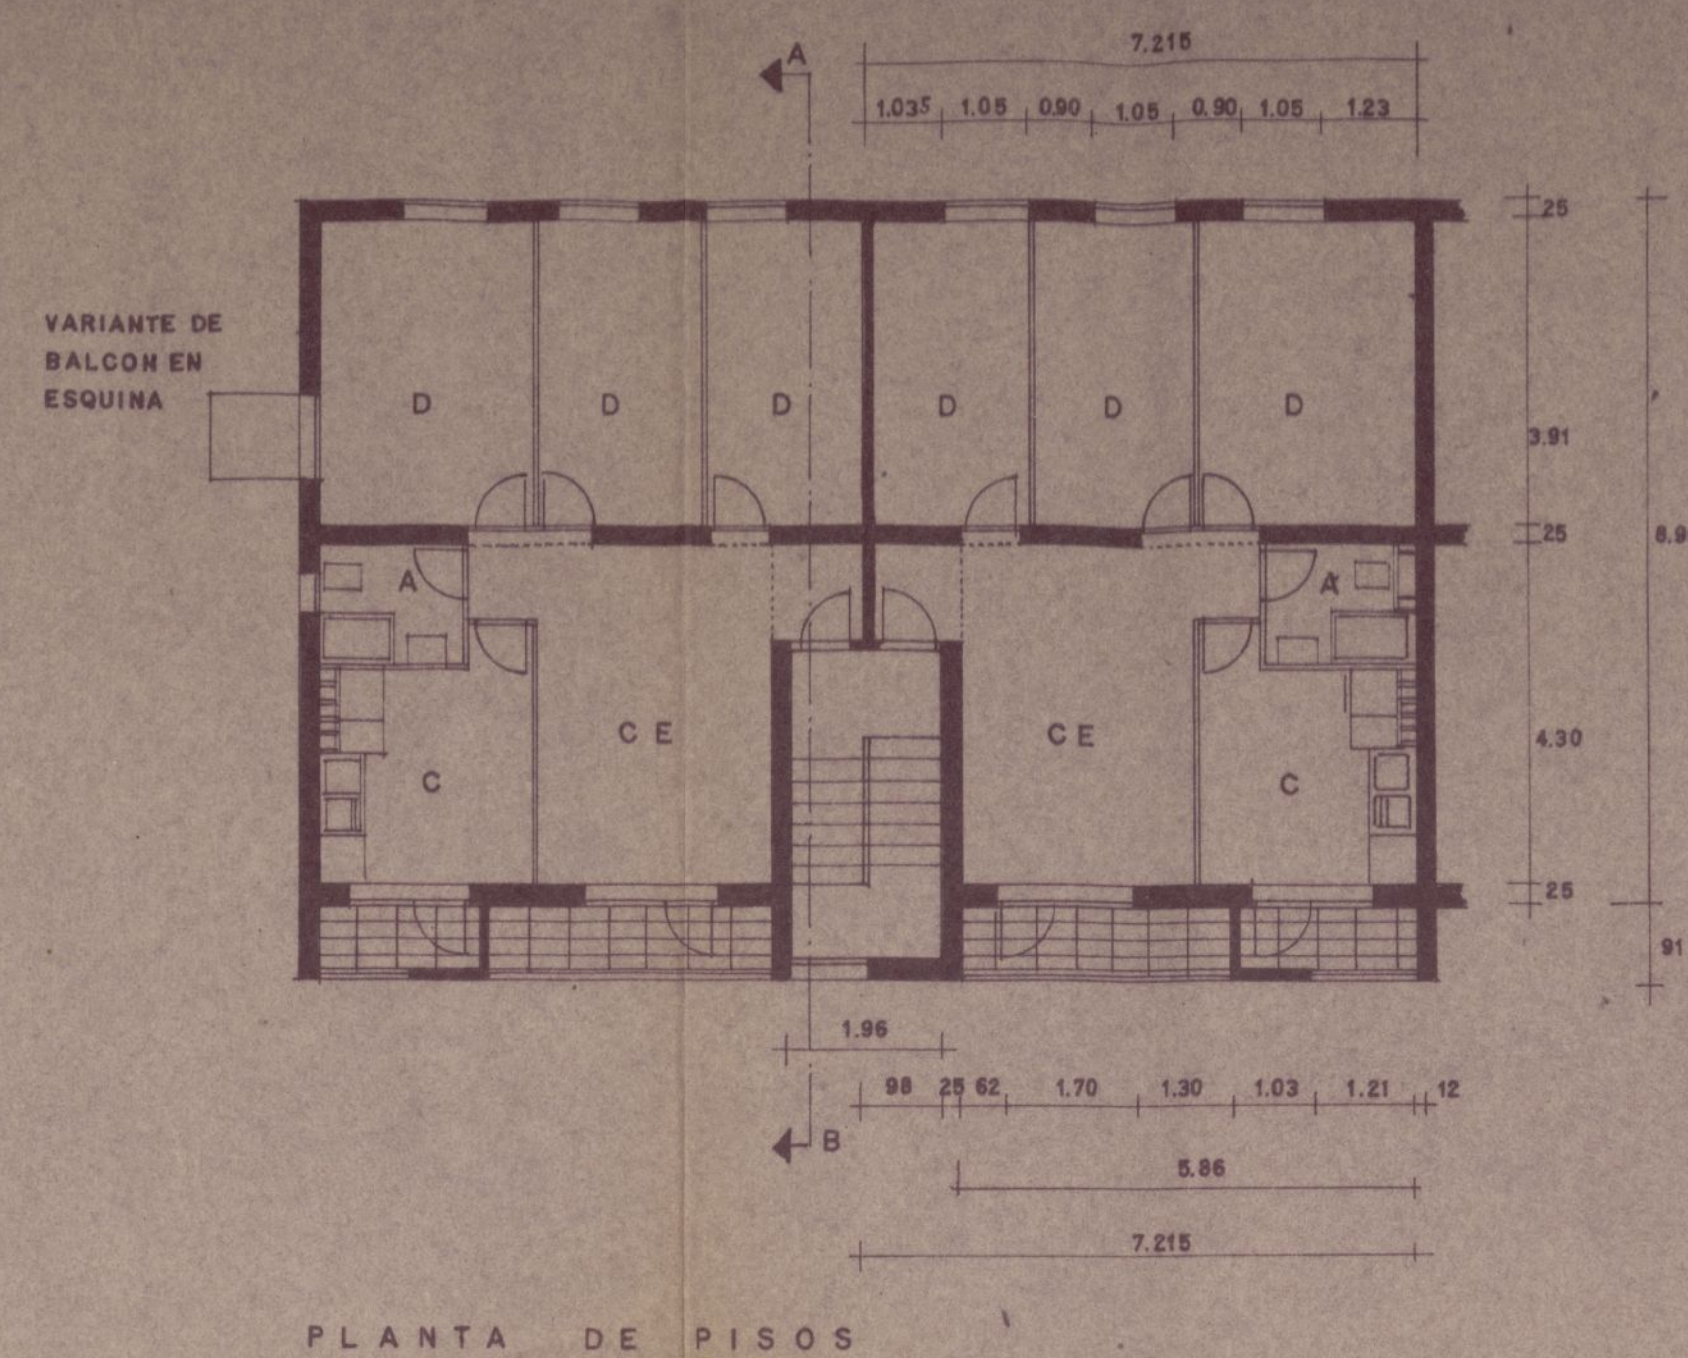 A
7.215
1.035 1.05 0.90 1.05 0.90 1.05 1.23
25
VARIANTE DE
BALCON EN
ESQUINA
D D D D D D
3.91
25
8.9
A A
CE CE
4.30
C C
25
91
1.96
98 25 62 1.70 1.30 1.03 1.21 12
B
5.86
7.215
PLANTA DE PISOS